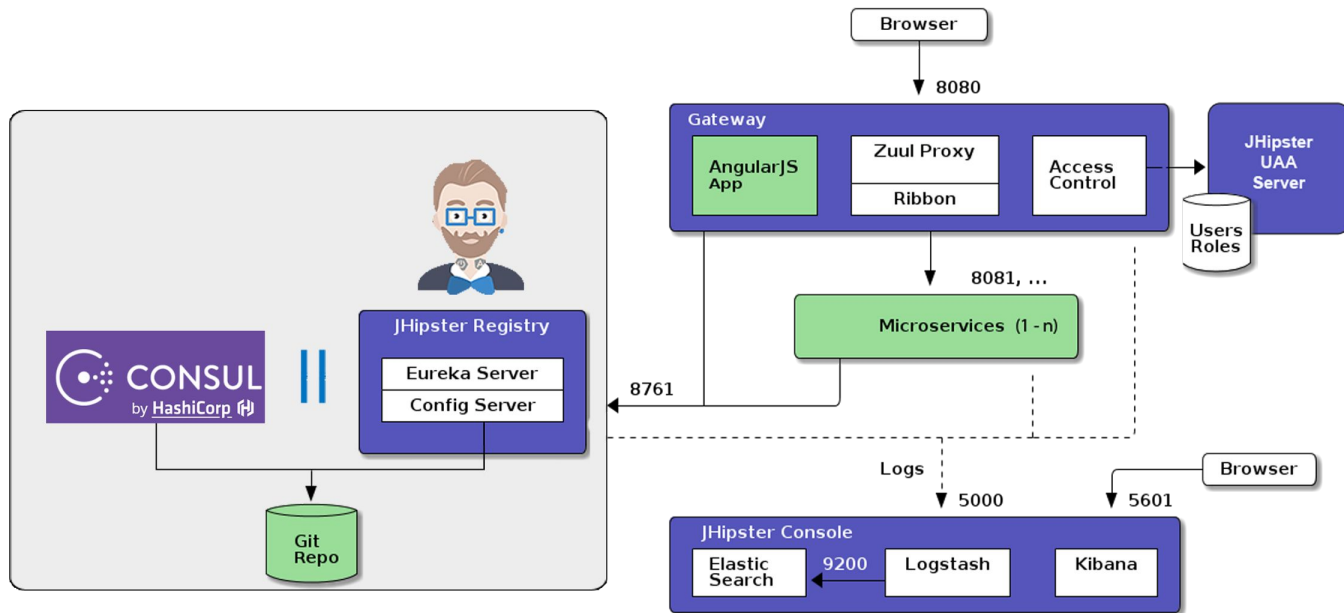 Browser
8080
Gateway
AngularJS
App
Zuul Proxy
Ribbon
Access
Control
JHipster
UAA
Server
Users
Roles
8081, ...
Microservices (1-n)
JHipster Registry
Eureka Server
Config Server
CONSUL
by HashiCorp
8761
Git
Repo
Logs
5000
5601
Browser
JHipster Console
Elastic
Search
9200
Logstash
Kibana